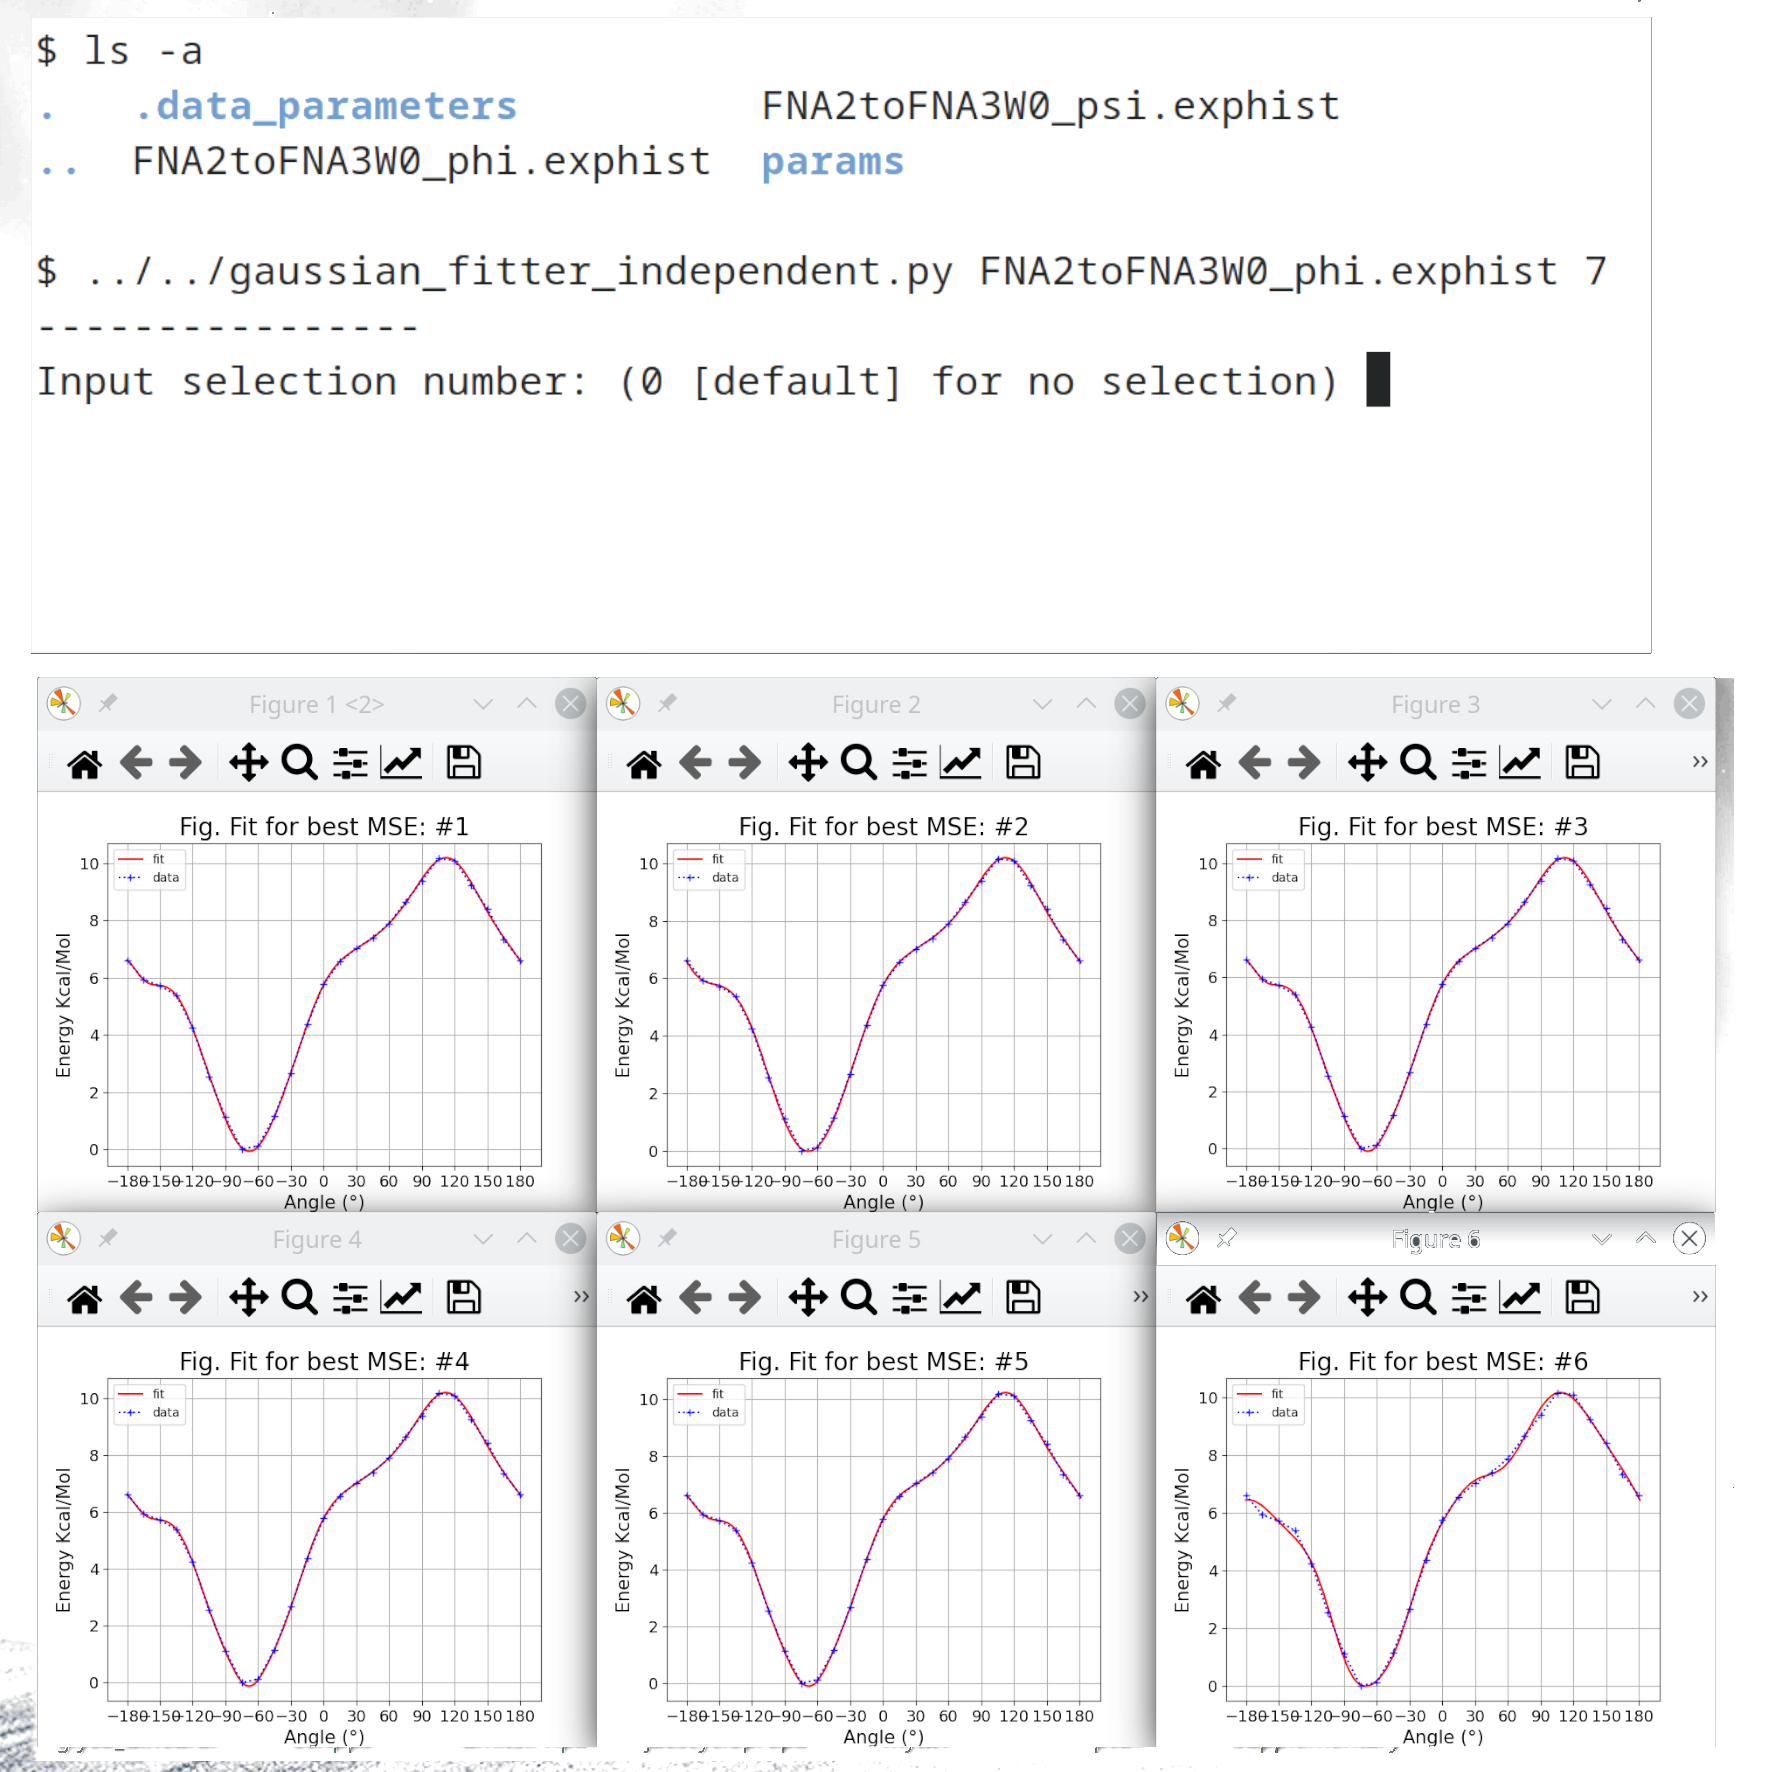 $ ls -a
. .data_parameters FNA2toFNA3W0_psi.exphist
.. FNA2toFNA3W0_phi.exphist params
$ ../../gaussian_fitter_independent.py FNA2toFNA3W0_phi.exphist 7
----------------
Input selection number: (0 [default] for no selection)
Figure 1 <2>
Fig. Fit for best MSE: #1
fit
data
10
8
6
4
2
0
Energy Kcal/Mol
−180 −150 −120 −90 −60 −30 0 30 60 90 120 150 180
Angle (°)
Figure 2
Fig. Fit for best MSE: #2
fit
data
10
8
6
4
2
0
Energy Kcal/Mol
−180 −150 −120 −90 −60 −30 0 30 60 90 120 150 180
Angle (°)
Figure 3
»
Fig. Fit for best MSE: #3
fit
data
10
8
6
4
2
0
Energy Kcal/Mol
−180 −150 −120 −90 −60 −30 0 30 60 90 120 150 180
Angle (°)
Figure 4
»
Fig. Fit for best MSE: #4
fit
data
10
8
6
4
2
0
Energy Kcal/Mol
−180 −150 −120 −90 −60 −30 0 30 60 90 120 150 180
Angle (°)
Figure 5
»
Fig. Fit for best MSE: #5
fit
data
10
8
6
4
2
0
Energy Kcal/Mol
−180 −150 −120 −90 −60 −30 0 30 60 90 120 150 180
Angle (°)
Figure 6
»
Fig. Fit for best MSE: #6
fit
data
10
8
6
4
2
0
Energy Kcal/Mol
−180 −150 −120 −90 −60 −30 0 30 60 90 120 150 180
Angle (°)